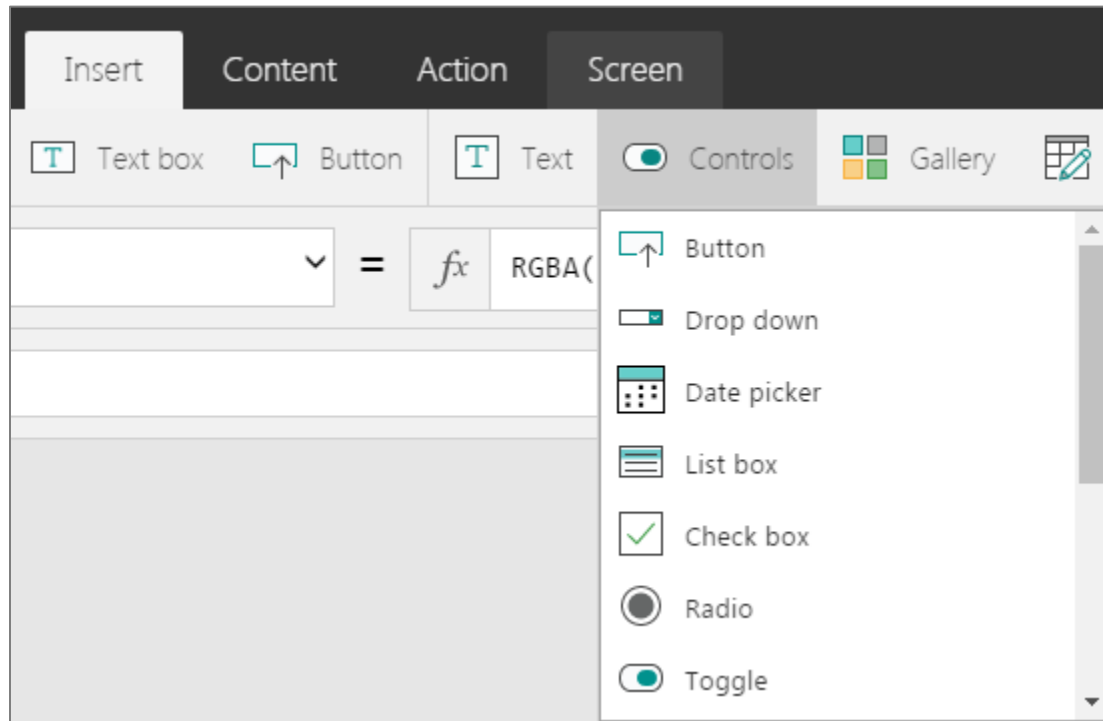 Insert Content Action Screen
T Text box Button T Text Controls Gallery
= fx RGBA(
Button
Drop down
Date picker
List box
Check box
Radio
Toggle